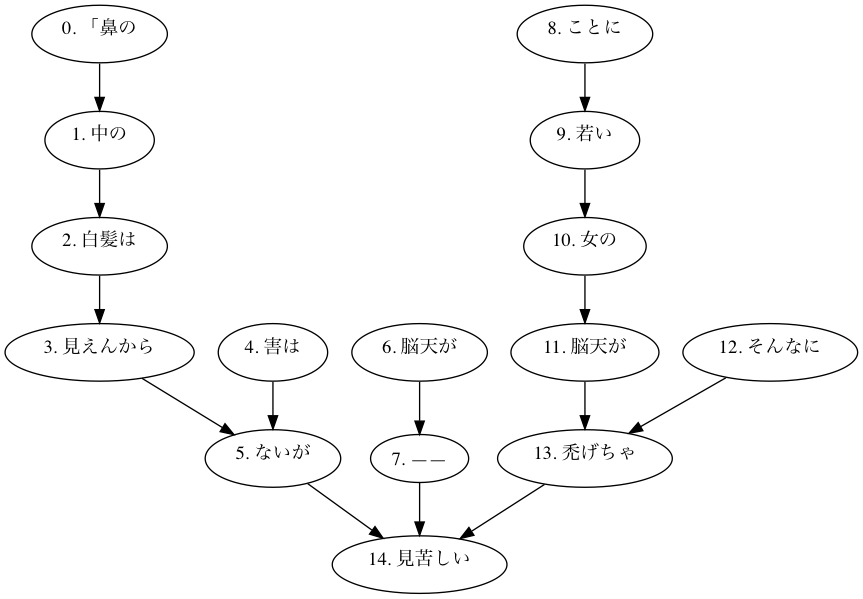 0. 「鼻の
8. ことに
1. 中の
9. 若い
2. 白髪は
10. 女の
3. 見えんから
4. 害は
6. 脳天が
11. 脳天が
12. そんなに
5. ないが
7. ――
13. 禿げちゃ
14. 見苦しい